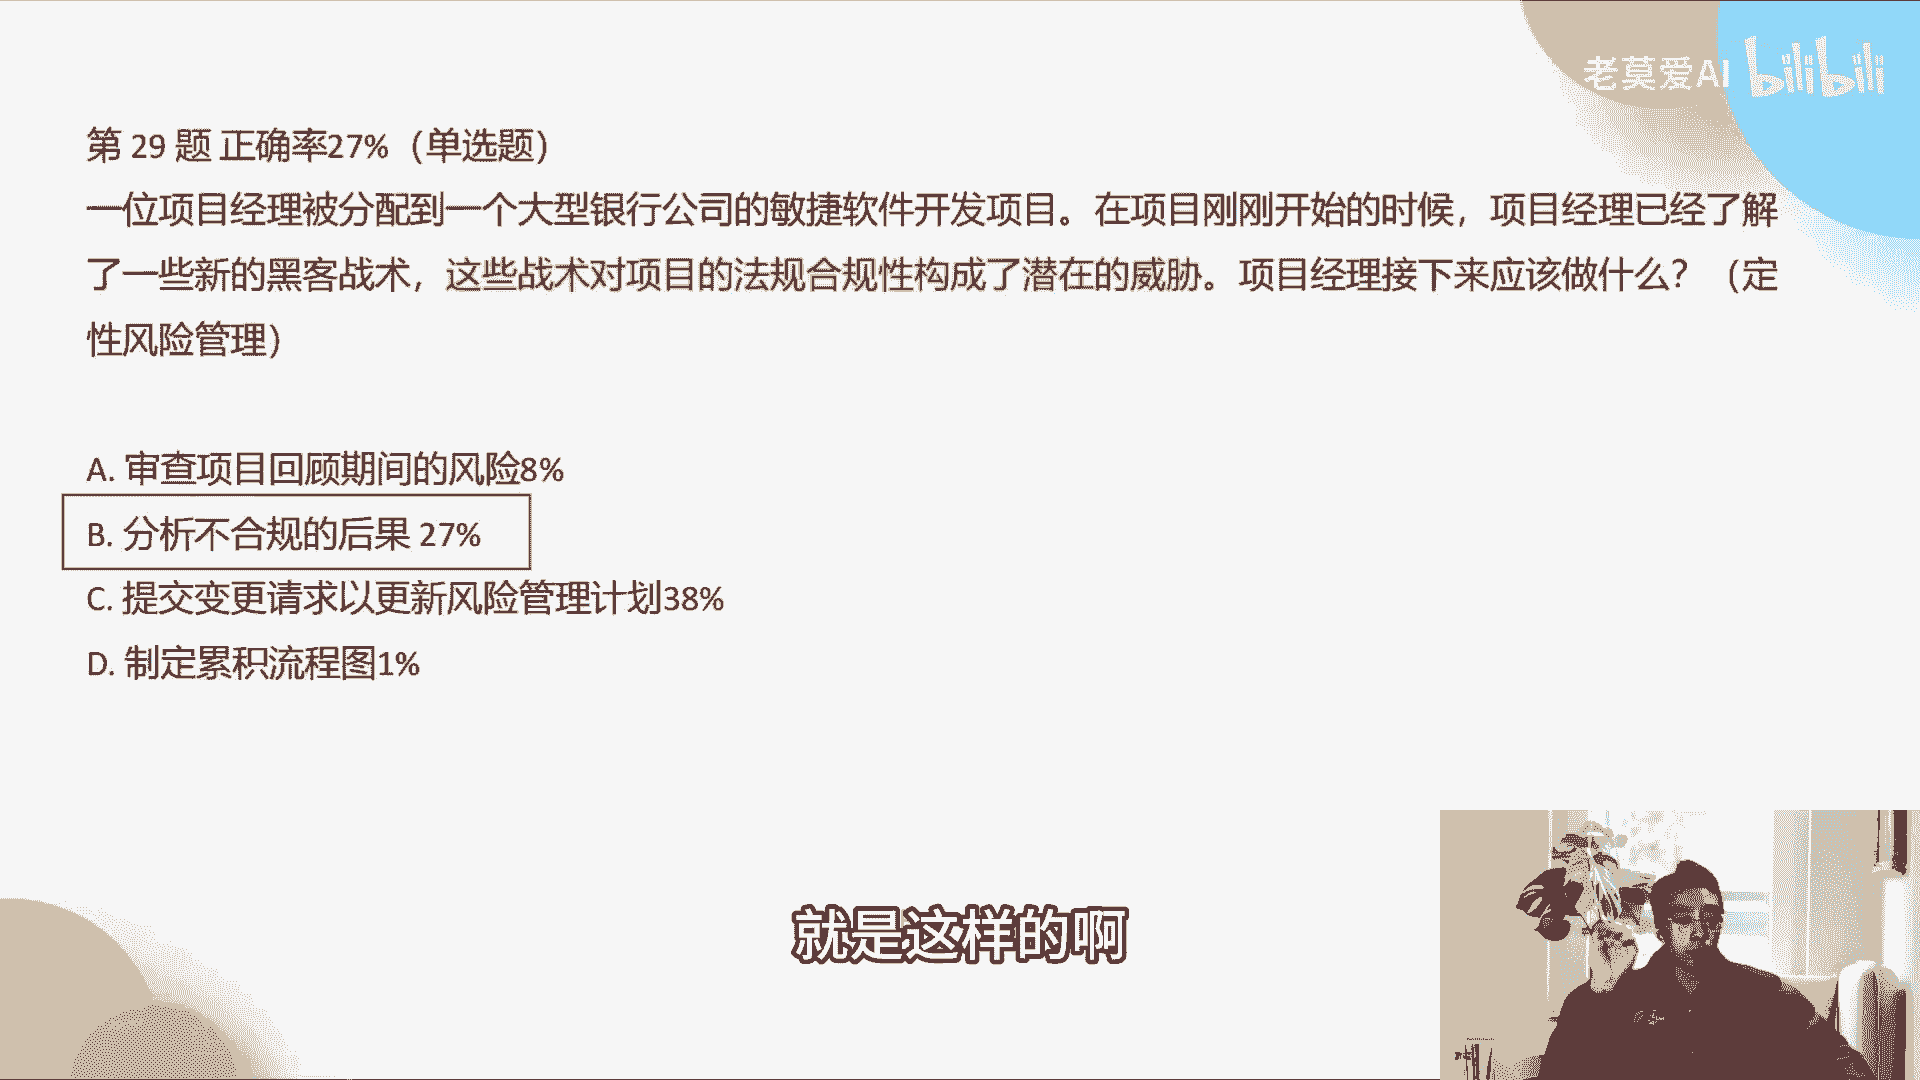 老莫爱AI bilibili
第 29 题 正确率27%（单选题）
一位项目经理被分配到一个大型银行公司的敏捷软件开发项目。在项目刚刚开始的时候，项目经理已经了解
了一些新的黑客战术，这些战术对项目的法规合规性构成了潜在的威胁。项目经理接下来应该做什么？（定
性风险管理）
A. 审查项目回顾期间的风险8%
B. 分析不合规的后果 27%
C. 提交变更请求以更新风险管理计划38%
D. 制定累积流程图1%
就是这样的啊